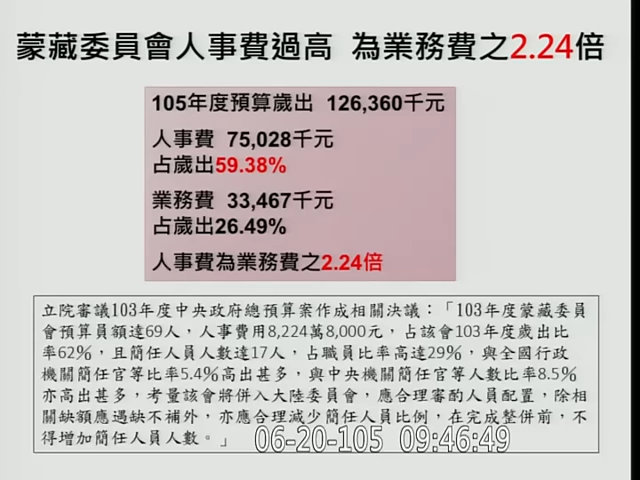 蒙藏委員會人事費過高 為業務費之2.24倍
105年度預算歲出 126,360千元
人事費 75,028千元
占歲出59.38%
業務費 33,467千元
占歲出26.49%
人事費為業務費之2.24倍
立院審議103年度中央政府總預算案作成相關決議：「103年度蒙藏委員
會預算員額達69人，人事費用8,224萬8,000元，占該會103年度歲出比
率62%，且簡任人員人數達17人，占職員比率高達29%，與全國行政
機關簡任官等比率5.4%高出甚多，與中央機關簡任官等人數比率8.5%
亦高出甚多，考量該會將併入大陸委員會，應合理審酌人員配置，除相
關缺額應遇缺不補外，亦應合理減少簡任人員比例，在完成整併前，不
得增加簡任人員人數。」
06-20-105 09:46:49